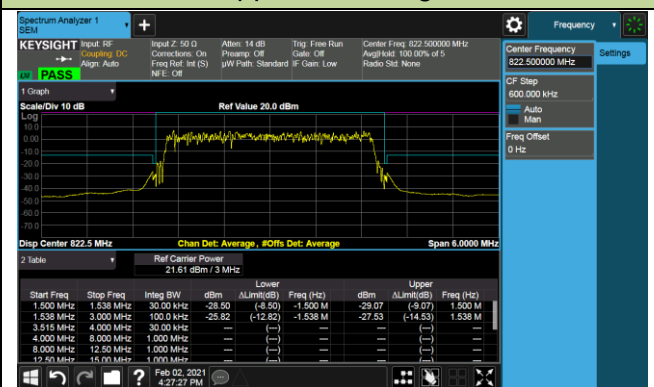 Spectrum Analyzer 1
SEM
+
Frequency
KEYSIGHT
Input: RF
Coupling: DC
Align: Auto
Input Z: 50 Ω
Corrections: On
Freq Ref: Int (S)
NFE: Off
Atten: 14 dB
Preamp: Off
µW Path: Standard
Trig: Free Run
Gate: Off
IF Gain: Low
Center Freq: 822.500000 MHz
Avg|Hold: 100.00% of 5
Radio Std: None
PASS
Center Frequency
822.500000 MHz
Settings
CF Step
600.000 kHz
Auto
Man
Freq Offset
0 Hz
1 Graph
Scale/Div 10 dB
Ref Value 20.0 dBm
Log
10.0
0.00
-10.0
-20.0
-30.0
-40.0
-50.0
-60.0
-70.0
Disp Center 822.5 MHz
Chan Det: Average, #Offs Det: Average
Span 6.0000 MHz
2 Table
Ref Carrier Power
21.61 dBm / 3 MHz
Lower Upper
Start Freq Stop Freq Integ BW dBm ΔLimit(dB) Freq (Hz) dBm ΔLimit(dB) Freq (Hz)
1.500 MHz 1.538 MHz 30.00 kHz -28.50 (-8.50) -1.500 M -29.07 (-9.07) 1.500 M
1.538 MHz 3.000 MHz 100.0 kHz -25.82 (-12.82) -1.538 M -27.53 (-14.53) 1.538 M
3.515 MHz 4.000 MHz 30.00 kHz --- (---) --- (---)
4.000 MHz 8.000 MHz 1.000 MHz --- (---) --- (---)
8.000 MHz 12.50 MHz 1.000 MHz --- (---) --- (---)
12.50 MHz 15.00 MHz 1.000 MHz --- (---) --- (---)
?
Feb 02, 2021
4:27:27 PM